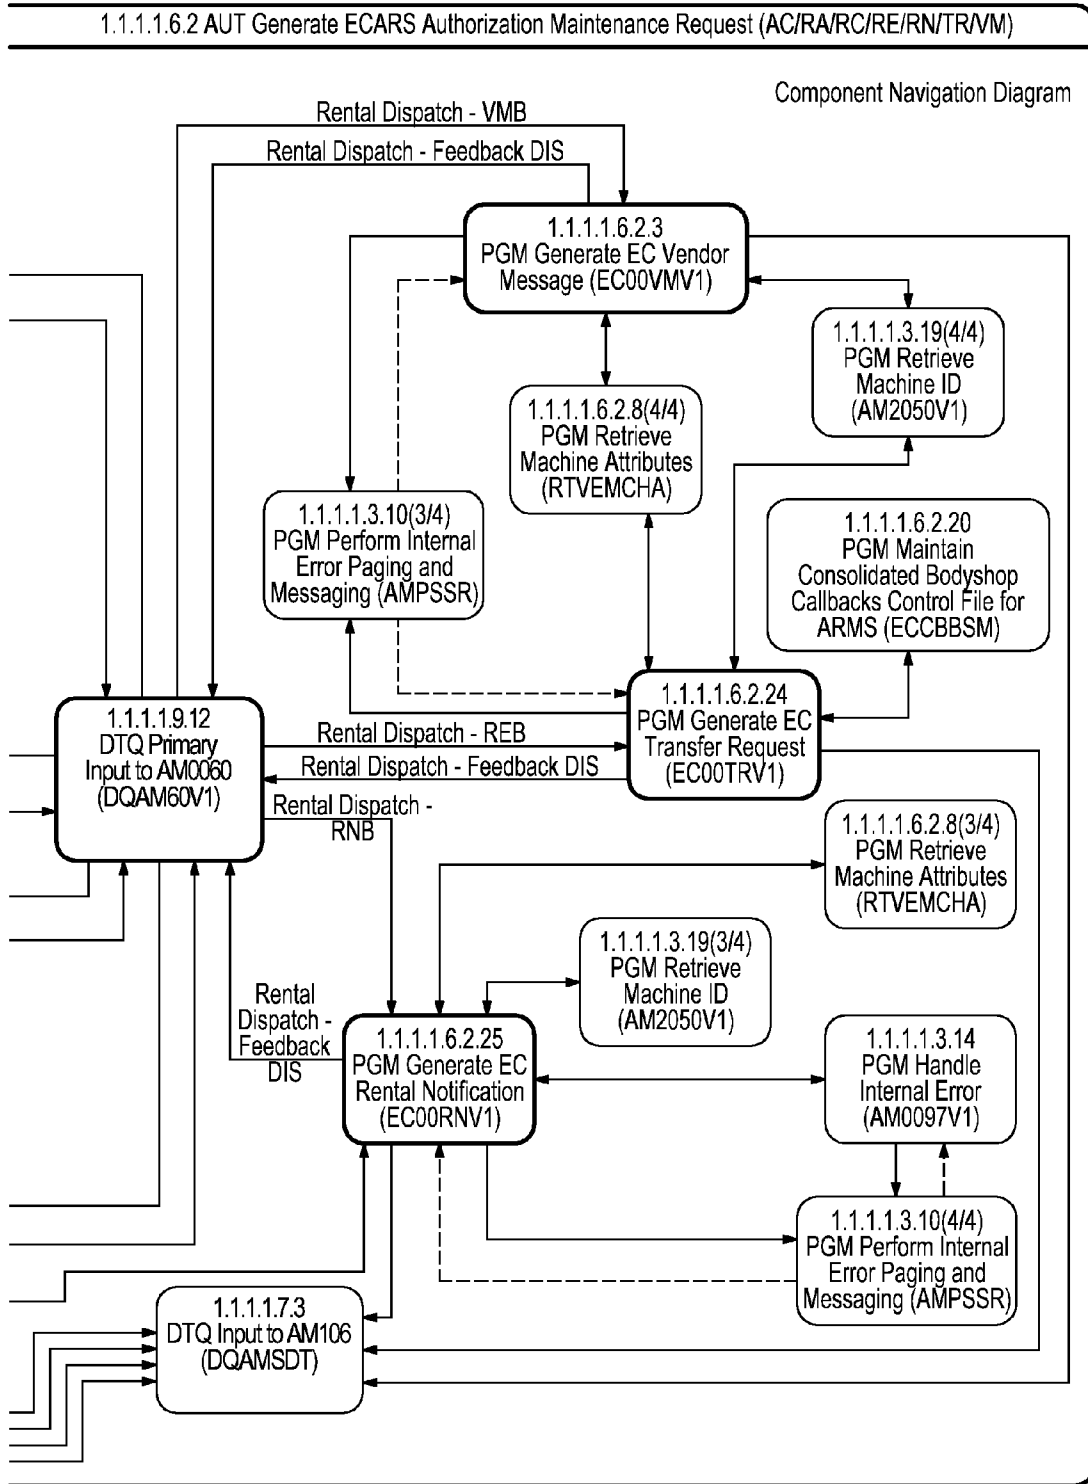 1.1.1.1.6.2 AUT Generate ECARS Authorization Maintenance Request (AC/RA/RC/RE/RN/TR/VM)
Component Navigation Diagram
Rental Dispatch - VMB
Rental Dispatch - Feedback DIS
1.1.1.1.6.2.3
PGM Generate EC Vendor
Message (EC00VMV1)
1.1.1.1.3.19(4/4)
PGM Retrieve
Machine ID
(AM2050V1)
1.1.1.1.6.2.8(4/4)
PGM Retrieve
Machine Attributes
(RTVEMCHA)
1.1.1.1.3.10(3/4)
PGM Perform Internal
Error Paging and
Messaging (AMPSSR)
1.1.1.1.6.2.20
PGM Maintain
Consolidated Bodyshop
Callbacks Control File for
ARMS (ECCBBSM)
1.1.1.1.9.12
DTQ Primary
Input to AM0060
(DQAM60V1)
Rental Dispatch - REB
Rental Dispatch - Feedback DIS
Rental Dispatch -
RNB
1.1.1.1.6.2.24
PGM Generate EC
Transfer Request
(EC00TRV1)
1.1.1.1.6.2.8(3/4)
PGM Retrieve
Machine Attributes
(RTVEMCHA)
1.1.1.1.3.19(3/4)
PGM Retrieve
Machine ID
(AM2050V1)
Rental
Dispatch -
Feedback
DIS
1.1.1.1.6.2.25
PGM Generate EC
Rental Notification
(EC00RNV1)
1.1.1.1.3.14
PGM Handle
Internal Error
(AM0097V1)
1.1.1.1.3.10(4/4)
PGM Perform Internal
Error Paging and
Messaging (AMPSSR)
1.1.1.1.7.3
DTQ Input to AM106
(DQAMSDT)